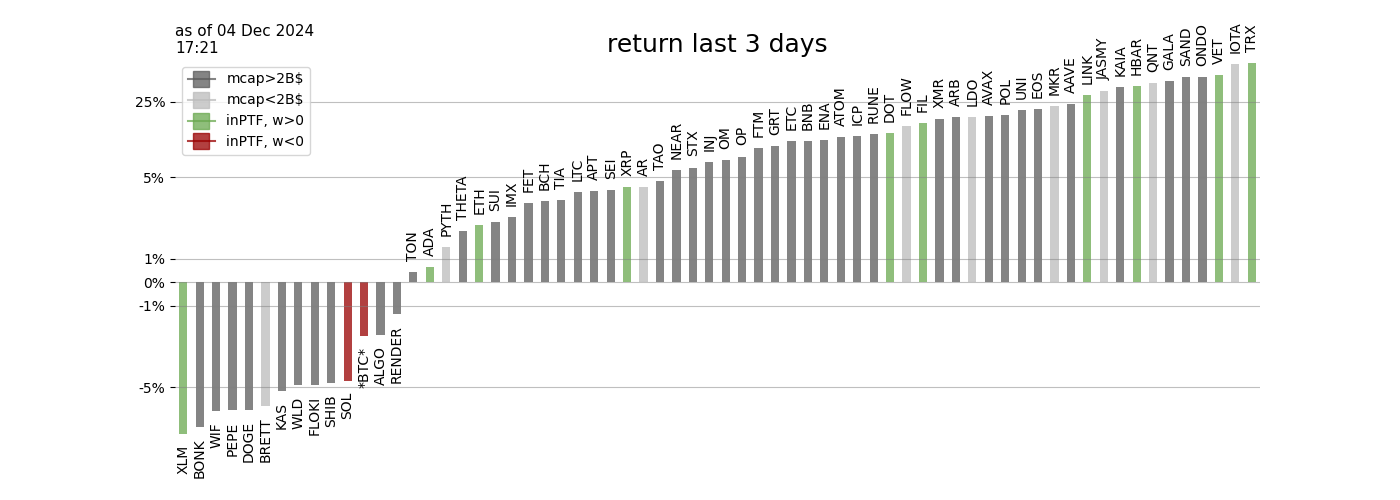 as of 04 Dec 2024
17:21
return last 3 days
mcap>2B$
mcap<2B$
inPTF, w>0
inPTF, w<0
25%
5%
1%
0%
-1%
-5%
XLM
BONK
WIF
PEPE
DOGE
BRETT
KAS
WLD
FLOKI
SHIB
SOL
*BTC*
ALGO
RENDER
TON
ADA
PYTH
THETA
ETH
SUI
IMX
FET
BCH
TIA
LTC
APT
SEI
XRP
AR
TAO
NEAR
STX
INJ
OM
OP
FTM
GRT
ETC
BNB
ENA
ATOM
ICP
RUNE
DOT
FLOW
FIL
XMR
ARB
LDO
AVAX
POL
UNI
EOS
MKR
AAVE
LINK
JASMY
KAIA
HBAR
QNT
GALA
SAND
ONDO
VET
IOTA
TRX